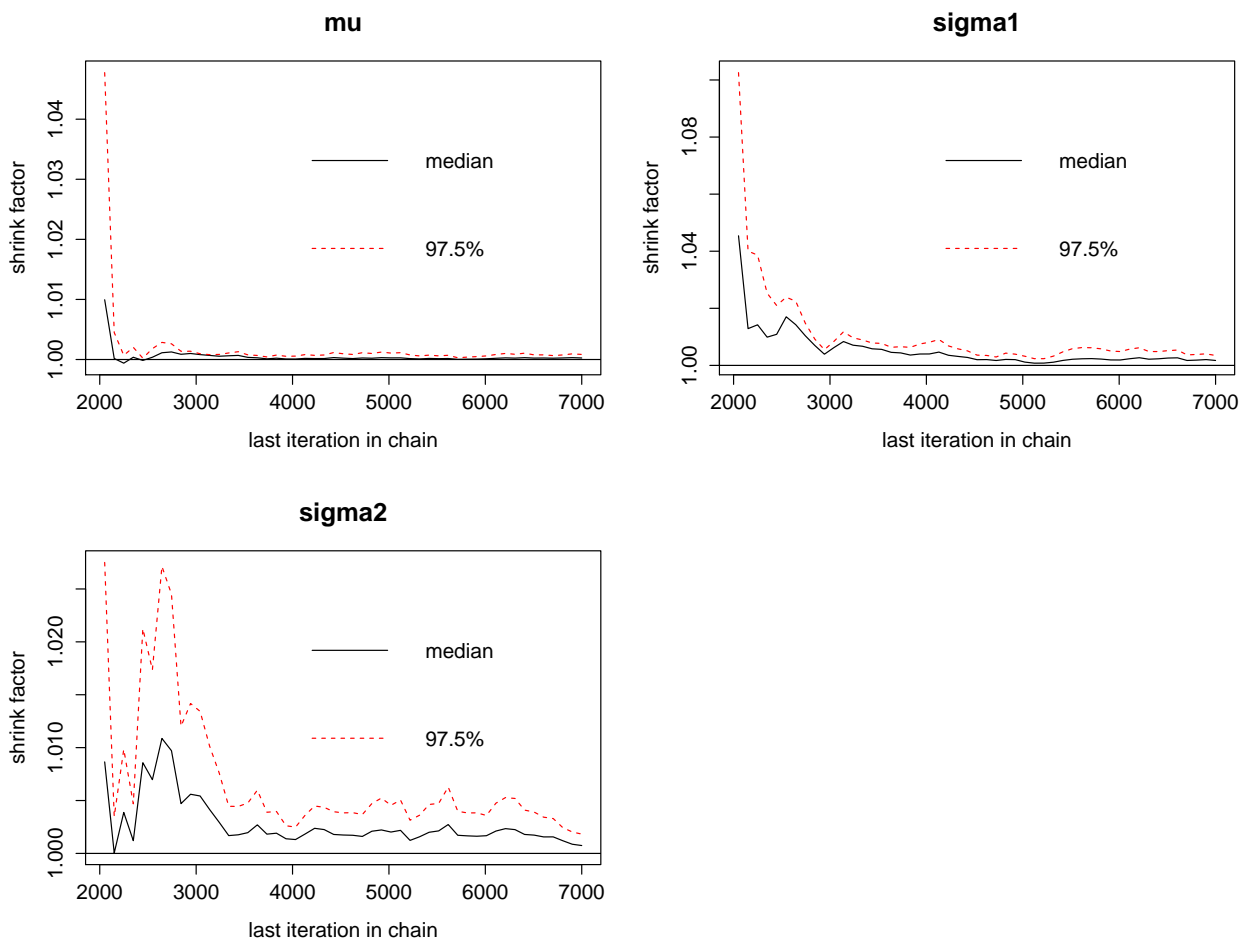 mu
shrink factor
1.00
1.01
1.02
1.03
1.04
median
97.5%
2000 3000 4000 5000 6000 7000
last iteration in chain
sigma1
shrink factor
1.00
1.04
1.08
median
97.5%
2000 3000 4000 5000 6000 7000
last iteration in chain
sigma2
shrink factor
1.000
1.010
1.020
median
97.5%
2000 3000 4000 5000 6000 7000
last iteration in chain